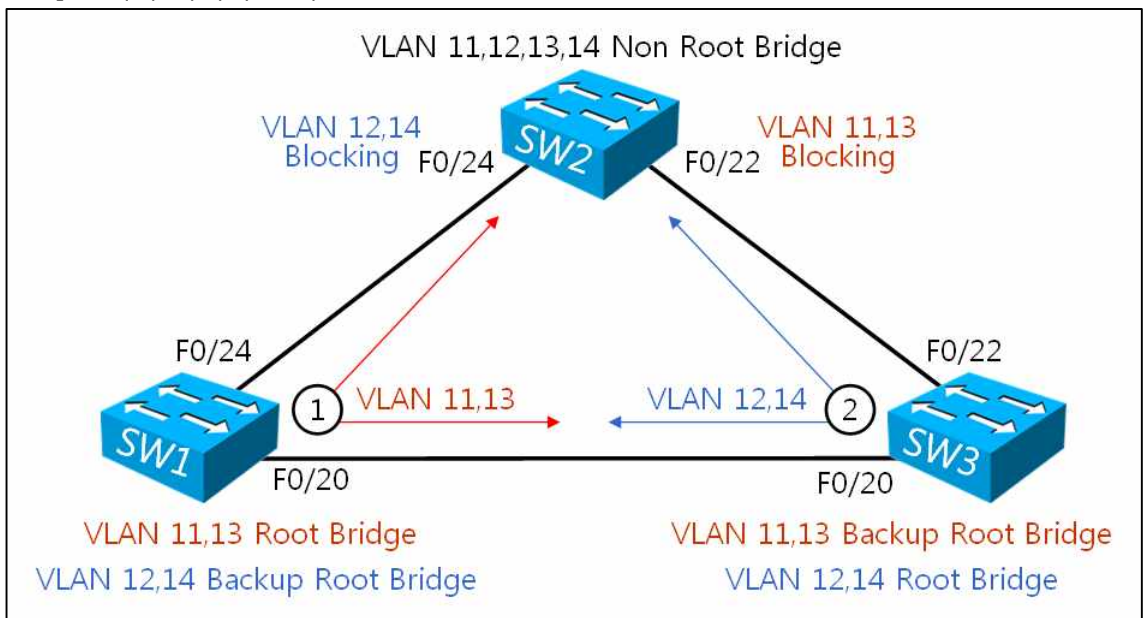 VLAN 11,12,13,14 Non Root Bridge
VLAN 12,14
Blocking
VLAN 11,13
Blocking
SW2
F0/24
F0/22
F0/24
F0/22
1
VLAN 11,13
VLAN 12,14
2
SW1
SW3
F0/20
F0/20
VLAN 11,13 Root Bridge
VLAN 11,13 Backup Root Bridge
VLAN 12,14 Backup Root Bridge
VLAN 12,14 Root Bridge